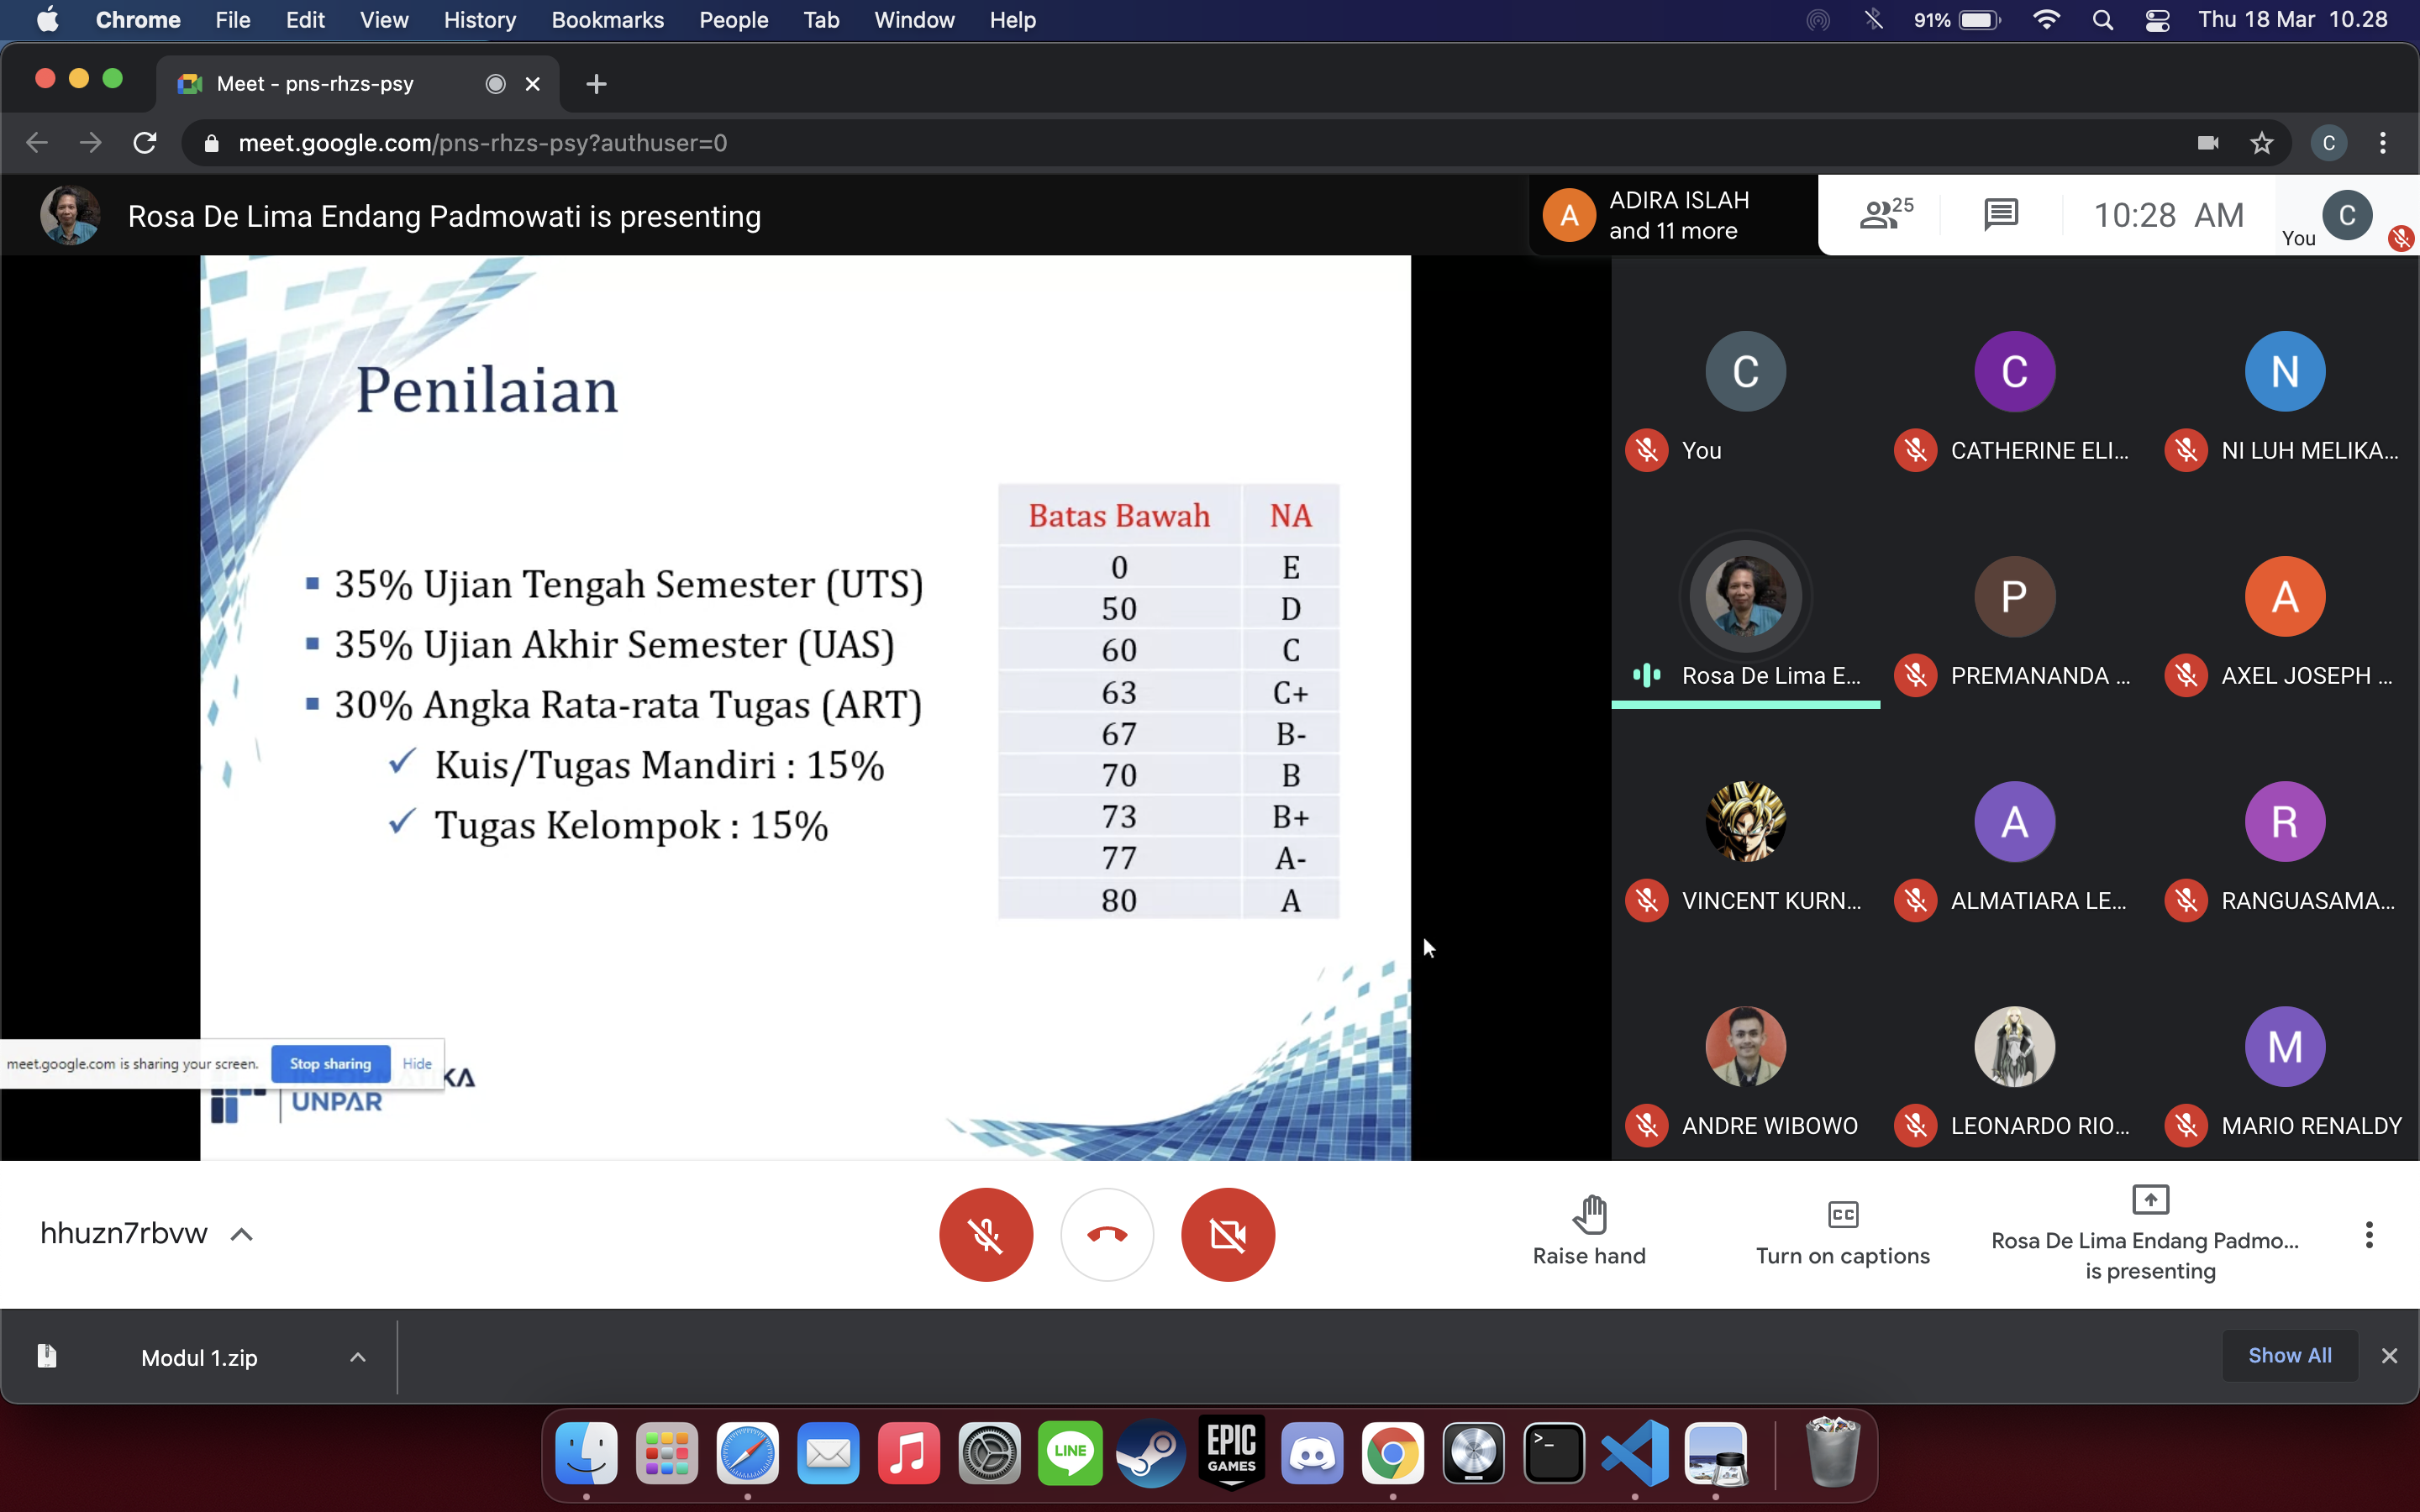 Chrome File Edit View History Bookmarks People Tab Window Help 91% Thu 18 Mar 10.28
Meet - pns-rhzs-psy
meet.google.com/pns-rhzs-psy?authuser=0 C
Rosa De Lima Endang Padmowati is presenting
A ADIRA ISLAH
and 11 more
25
10:28 AM
You C
Penilaian
35% Ujian Tengah Semester (UTS)
35% Ujian Akhir Semester (UAS)
30% Angka Rata-rata Tugas (ART)
Kuis/Tugas Mandiri : 15%
Tugas Kelompok : 15%
Batas Bawah NA
0 E
50 D
60 C
63 C+
67 B-
70 B
73 B+
77 A-
80 A
meet.google.com is sharing your screen. Stop sharing Hide
UNPAR
C C N
You CATHERINE ELI... NI LUH MELIKA...
P A
Rosa De Lima E... PREMANANDA ... AXEL JOSEPH ...
A R
VINCENT KURN... ALMATIARA LE... RANGUASAMA...
M
ANDRE WIBOWO LEONARDO RIO... MARIO RENALDY
hhuzn7rbvw
Raise hand
CC
Turn on captions
Rosa De Lima Endang Padmo...
is presenting
Modul 1.zip
Show All
LINE
EPIC
GAMES
>_